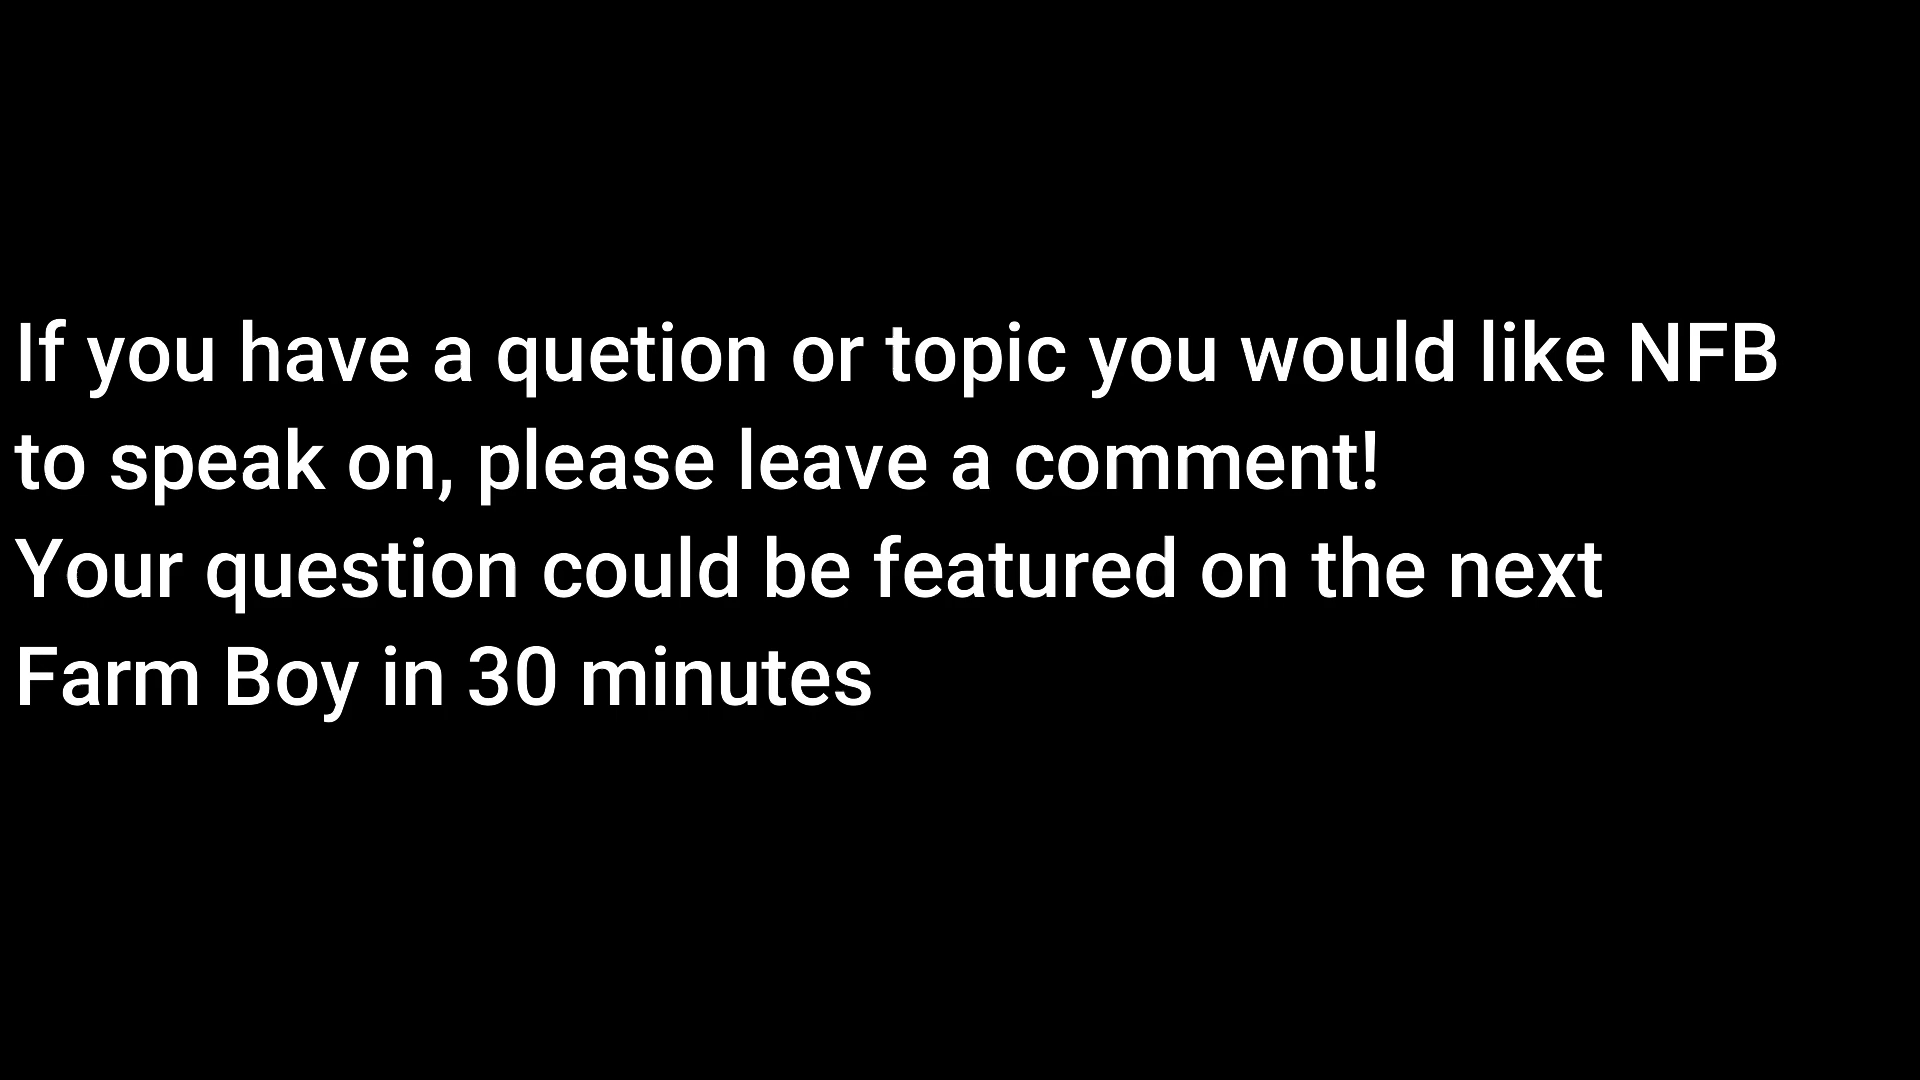 If you have a quetion or topic you would like NFB
to speak on, please leave a comment!
Your question could be featured on the next
Farm Boy in 30 minutes